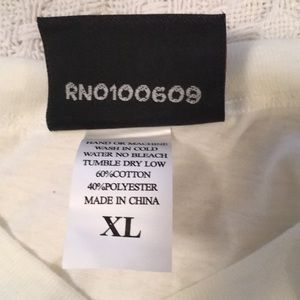 RN0100609
HAND OR MACHINE
WASH IN COLD
WATER NO BLEACH
TUMBLE DRY LOW
60%COTTON
40%POLYESTER
MADE IN CHINA
XL